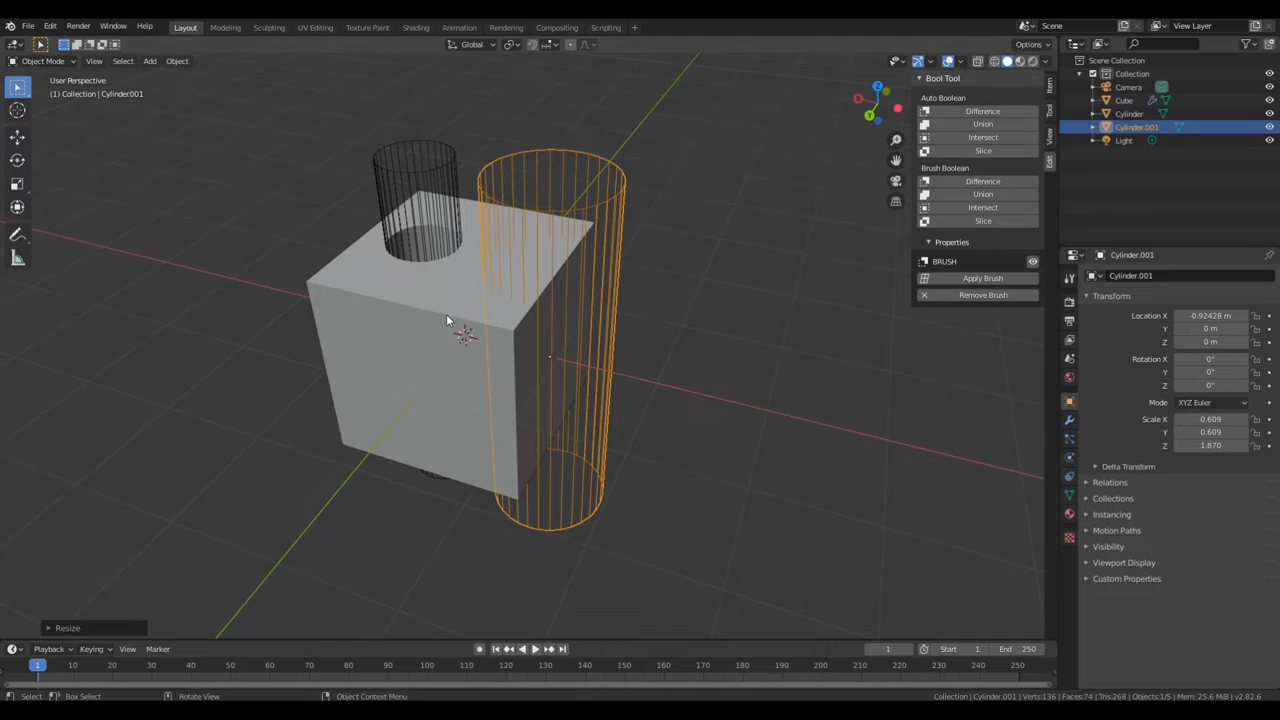 File Edit Render Window Help Layout Modeling Sculpting UV Editing Texture Paint Shading Animation Rendering Compositing Scripting + Scene View Layer
Global Options
Object Mode View Select Add Object
User Perspective
(1) Collection | Cylinder.001
X Y Z
Bool Tool
Auto Boolean
Difference
Union
Intersect
Slice
Brush Boolean
Difference
Union
Intersect
Slice
Properties
BRUSH
Apply Brush
Remove Brush
Item
Tool
View
Edit
Scene Collection
Collection
Camera
Cube
Cylinder
Cylinder.001
Light
Cylinder.001
Cylinder.001
Transform
Location X -0.92428 m
Y 0 m
Z 0 m
Rotation X 0°
Y 0°
Z 0°
Mode XYZ Euler
Scale X 0.609
Y 0.609
Z 1.870
Delta Transform
Relations
Collections
Instancing
Motion Paths
Visibility
Viewport Display
Custom Properties
Resize
Playback Keying View Marker 1 Start 1 End 250
1 10 20 30 40 50 60 70 80 90 100 110 120 130 140 150 160 170 180 190 200 210 220 230 240 250
Select Box Select Rotate View Object Context Menu Collection | Cylinder.001 | Verts:136 | Faces:74 | Tris:268 | Objects:1/5 | Mem: 25.6 MiB | v2.82.6